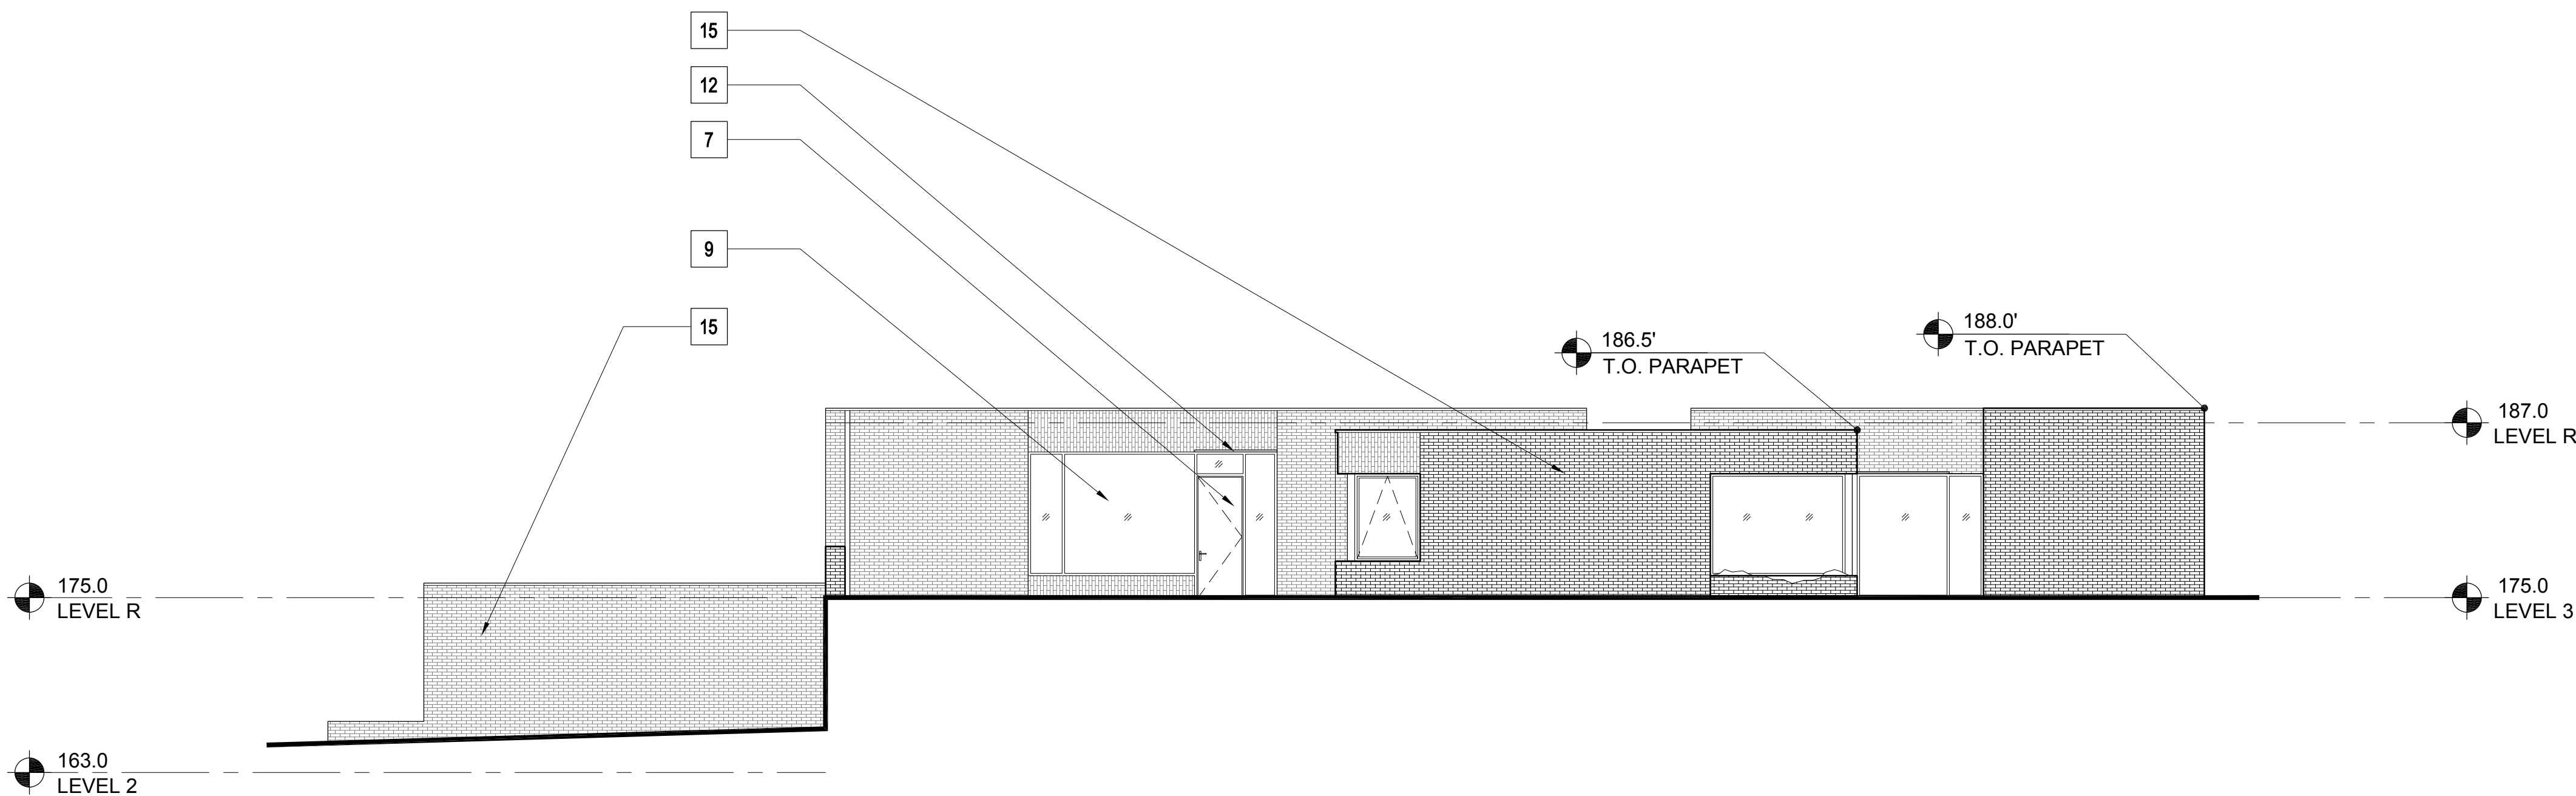 15
12
7
9
15
186.5'
T.O. PARAPET
188.0'
T.O. PARAPET
187.0
LEVEL R
175.0
LEVEL R
175.0
LEVEL 3
163.0
LEVEL 2